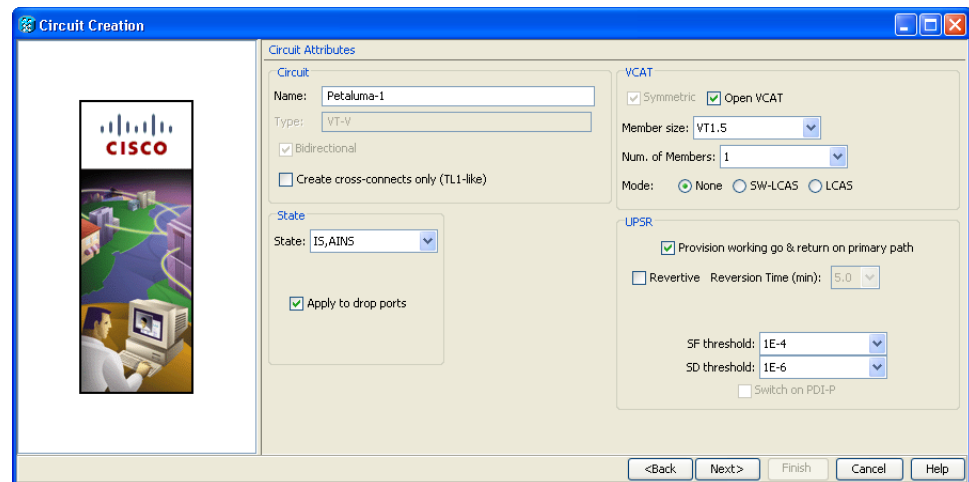 Circuit Creation
CISCO
Circuit Attributes
Circuit
Name: Petaluma-1
Type: VT-V
Bidirectional
Create cross-connects only (TL1-like)
State
State: IS,AINS
Apply to drop ports
VCAT
Symmetric Open VCAT
Member size: VT1.5
Num. of Members: 1
Mode: None SW-LCAS LCAS
UPSR
Provision working go & return on primary path
Revertive Reversion Time (min): 5.0
SF threshold: 1E-4
SD threshold: 1E-6
Switch on PDI-P
<Back Next> Finish Cancel Help